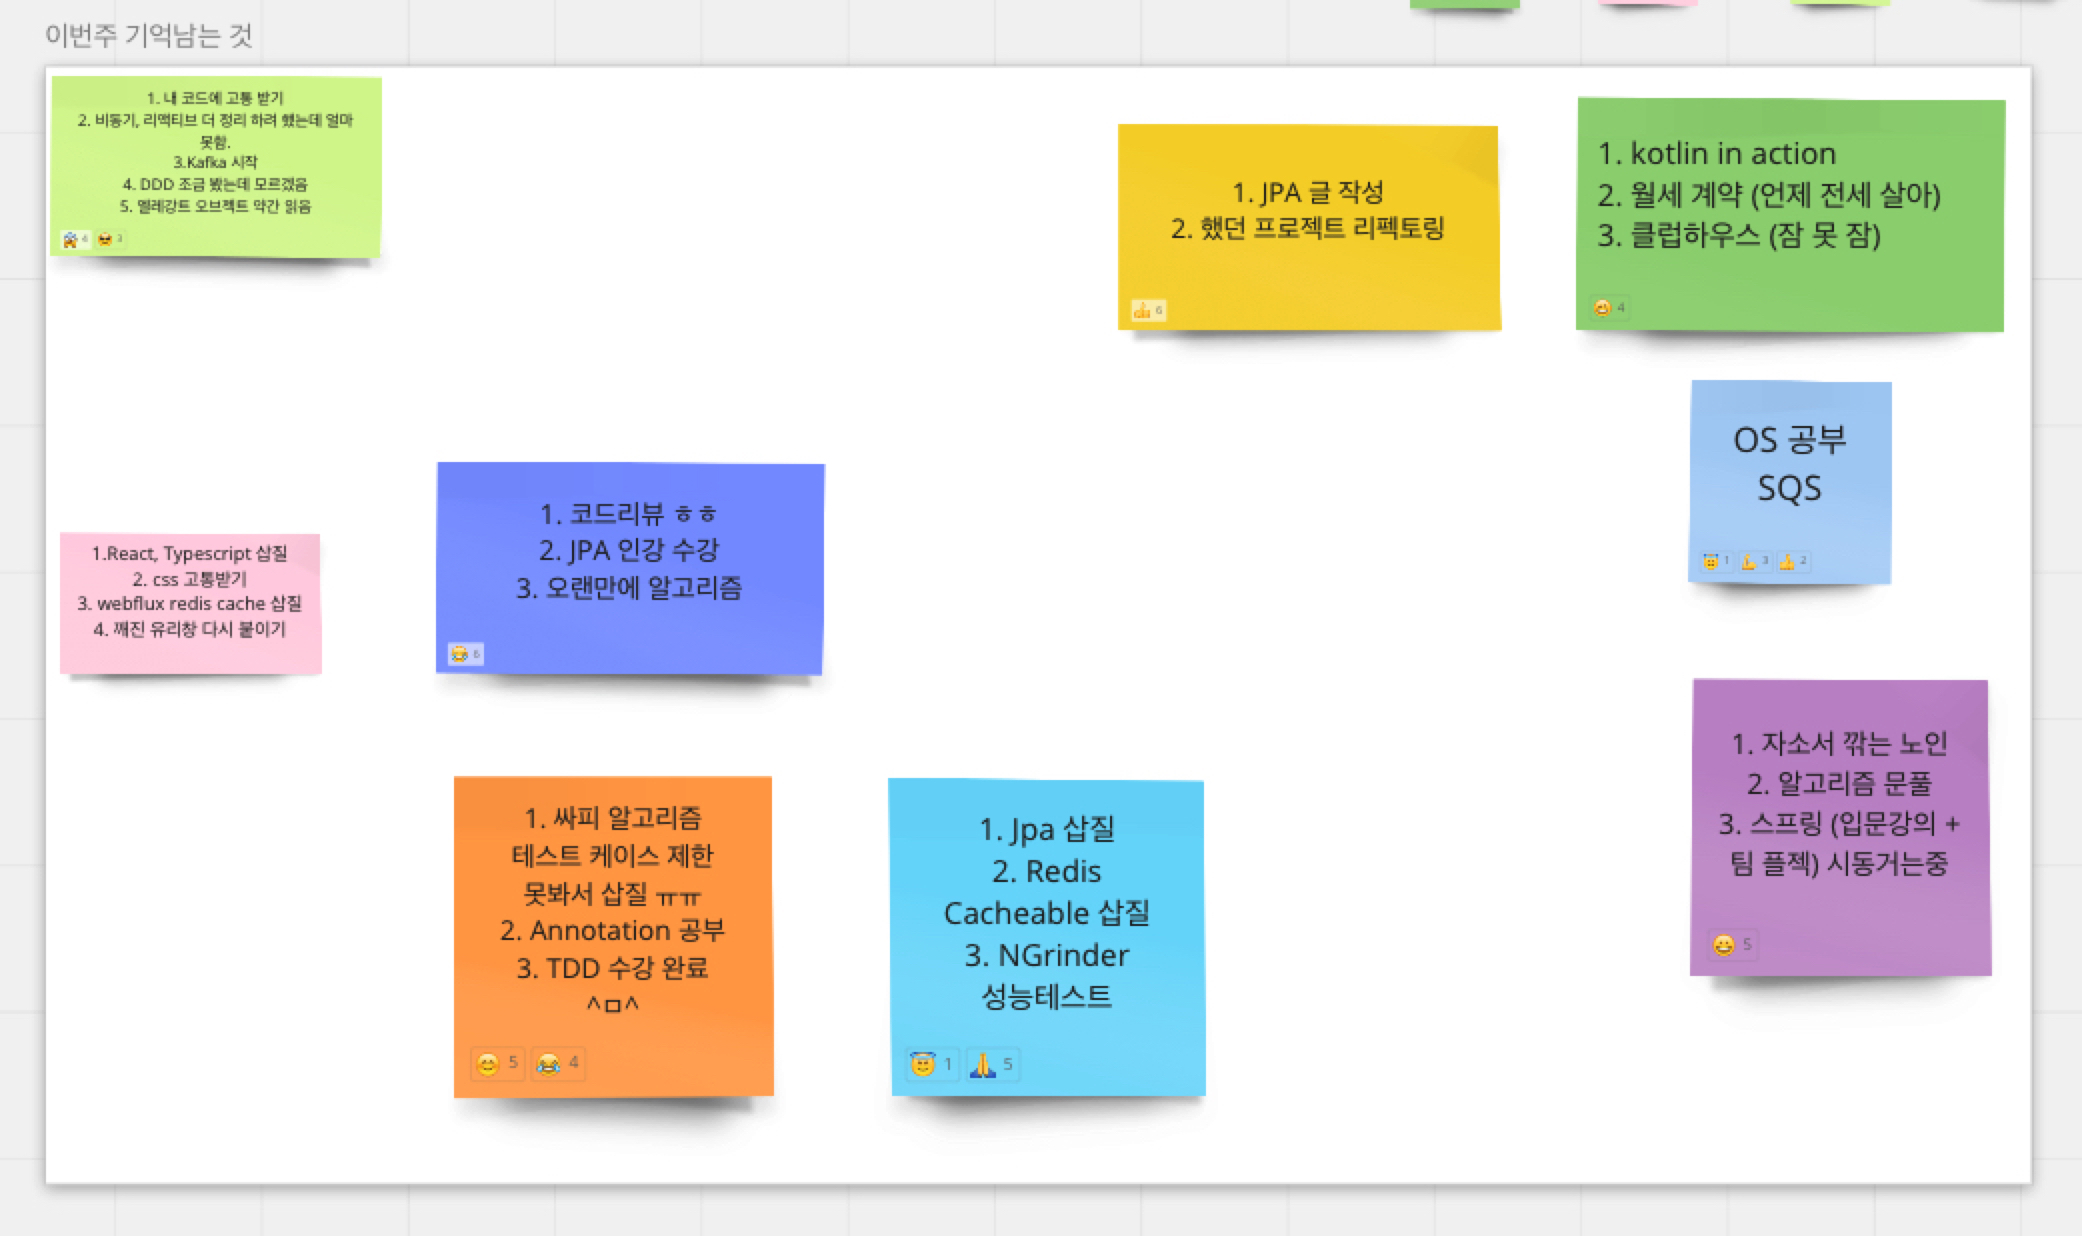 이번주 기억남는 것
1. 내 코드에 고통 받기
2. 비동기, 리액티브 더 정리 하려 했는데 얼마
못함.
3.Kafka 시작
4. DDD 조금 봤는데 모르겠음
5. 엘레강트 오브젝트 약간 읽음
4 3
1. JPA 글 작성
2. 했던 프로젝트 리펙토링
6
1. kotlin in action
2. 월세 계약 (언제 전세 살아)
3. 클럽하우스 (잠 못 잠)
4
OS 공부
SQS
1 3 2
1. 코드리뷰 ㅎㅎ
2. JPA 인강 수강
3. 오랜만에 알고리즘
6
1.React, Typescript 삽질
2. css 고통받기
3. webflux redis cache 삽질
4. 깨진 유리창 다시 붙이기
1. 자소서 깎는 노인
2. 알고리즘 문풀
3. 스프링 (입문강의 +
팀 플젝) 시동거는중
5
1. 싸피 알고리즘
테스트 케이스 제한
못봐서 삽질 ㅠㅠ
2. Annotation 공부
3. TDD 수강 완료
^ㅁ^
5 4
1. Jpa 삽질
2. Redis
Cacheable 삽질
3. NGrinder
성능테스트
1 5